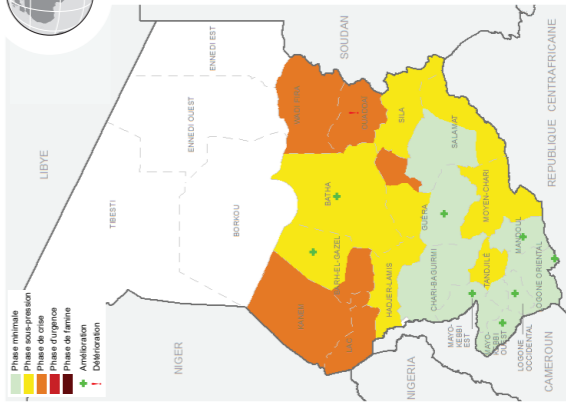 Phase minimale
Phase sous-pression
Phase de crise
Phase d'urgence
Phase de famine
Amélioration
Détérioration
LIBYE
NIGER
NIGERIA
CAMEROUN
SOUDAN
REPUBLIQUE CENTRAFRICAINE
TIBESTI
BORKOU
ENNEDI OUEST
ENNEDI EST
KANEM
LAC
BARH-EL-GAZEL
BATHA
WADI FIRA
SILA
HADJER-LAMIS
GUERA
SALAMAT
CHARI-BAGUIRMI
MOYEN-CHARI
MAYO-
KEBBI
EST
MAYO-
KEBBI
OUEST
TANDJILE
MANDOUL
LOGONE
OCCIDENTAL
LOGONE ORIENTAL